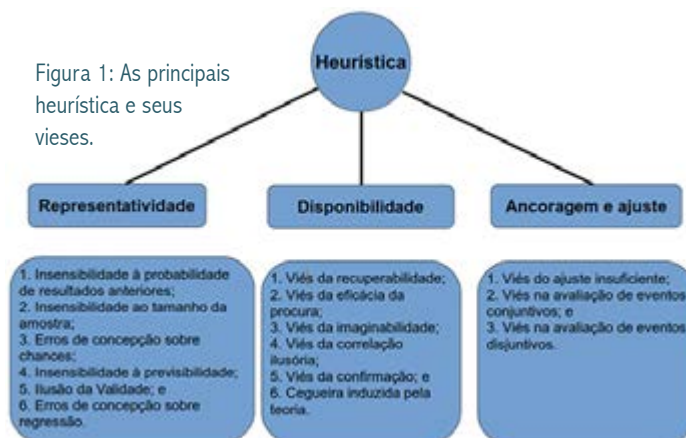 Figura 1: As principais
heurística e seus
vieses.
Heurística
Representatividade
Disponibilidade
Ancoragem e ajuste
1. Insensibilidade à probabilidade
de resultados anteriores;
2. Insensibilidade ao tamanho da
amostra;
3. Erros de concepção sobre
chances;
4. Insensibilidade à previsibilidade;
5. Ilusão da Validade; e
6. Erros de concepção sobre
regressão.
1. Viés da recuperabilidade;
2. Viés da eficácia da
procura;
3. Viés da imaginabilidade;
4. Viés da correlação
ilusória;
5. Viés da confirmação; e
6. Cegueira induzida pela
teoria.
1. Viés do ajuste insuficiente;
2. Viés na avaliação de eventos
conjuntivos; e
3. Viés na avaliação de eventos
disjuntivos.